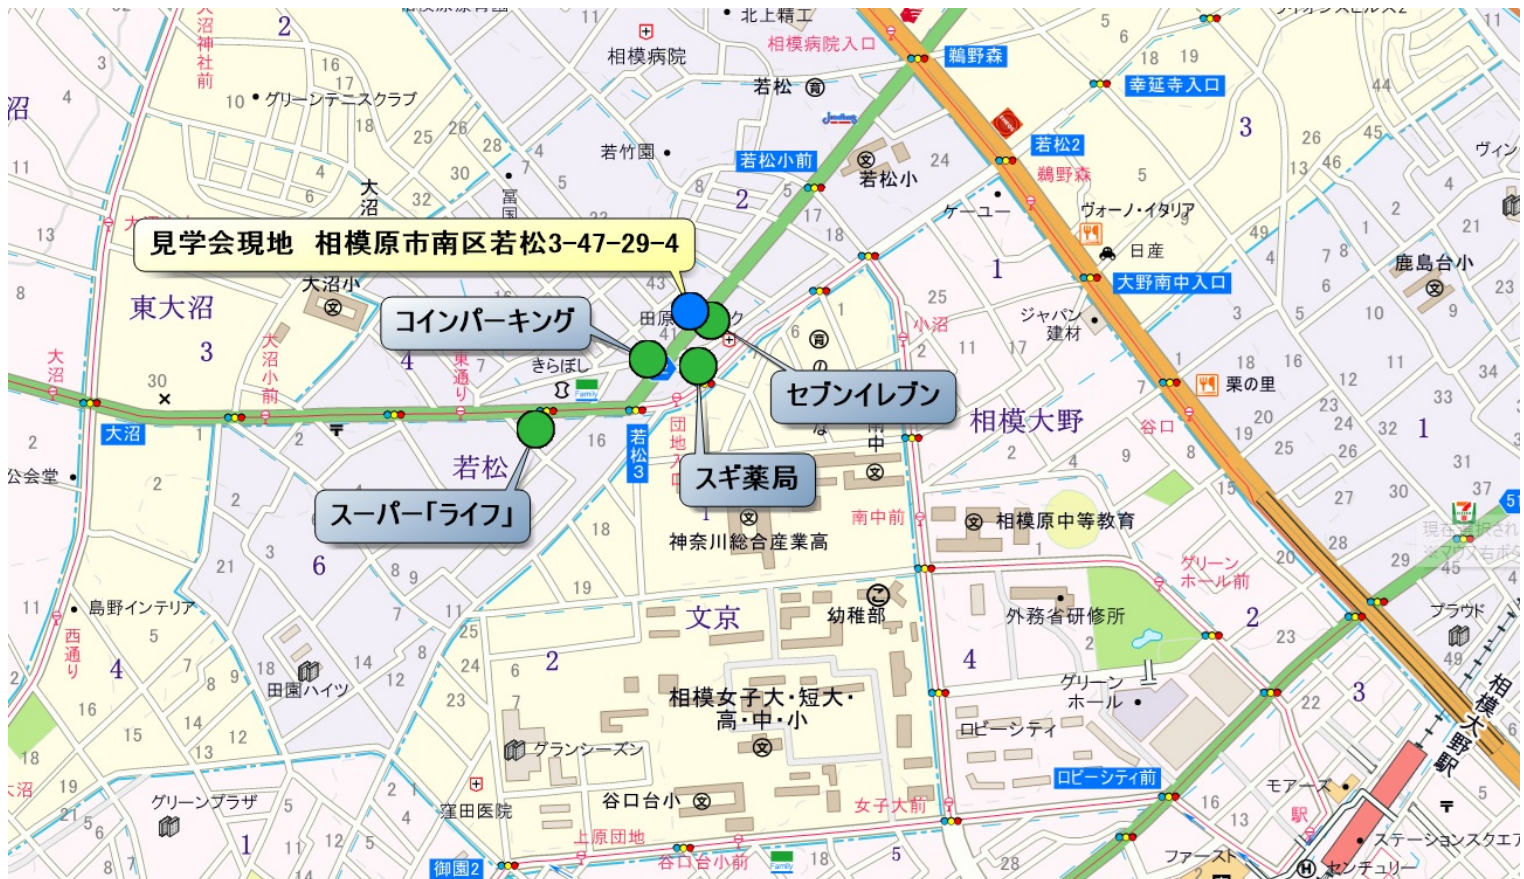 北上精工
相模病院
相模病院入口
鵜野森
大沼神社前
グリーンテニスクラブ
若松
幸延寺入口
若竹園
若松小前
若松小
若松2
鵜野森
ケーユー
ヴォーノ・イタリア
日産
大野南中入口
鹿島台小
大沼
見学会現地 相模原市南区若松3-47-29-4
大沼小
東大沼
コインパーキング
ジャパン
建材
小沼
大沼
大沼小前
東通り
きらぼし
Family
セブンイレブン
栗の里
相模大野
谷口
大沼
若松3
団地入口
南中
若松
スギ薬局
スーパー「ライフ」
公会堂
神奈川総合産業高
南中前
相模原中等教育
グリーン
ホール前
島野インテリア
西通り
文京
幼稚部
外務省研修所
プラウド
田園ハイツ
相模女子大・短大・
高・中・小
グリーン
ホール
ロビーシティ
相模大野駅
グランシーズン
ロビーシティ前
窪田医院
谷口台小
女子大前
モアーズ
駅
グリーンプラザ
上原団地
谷口台小前
ステーションスクエア
御園2
Family
ファースト
センチュリー